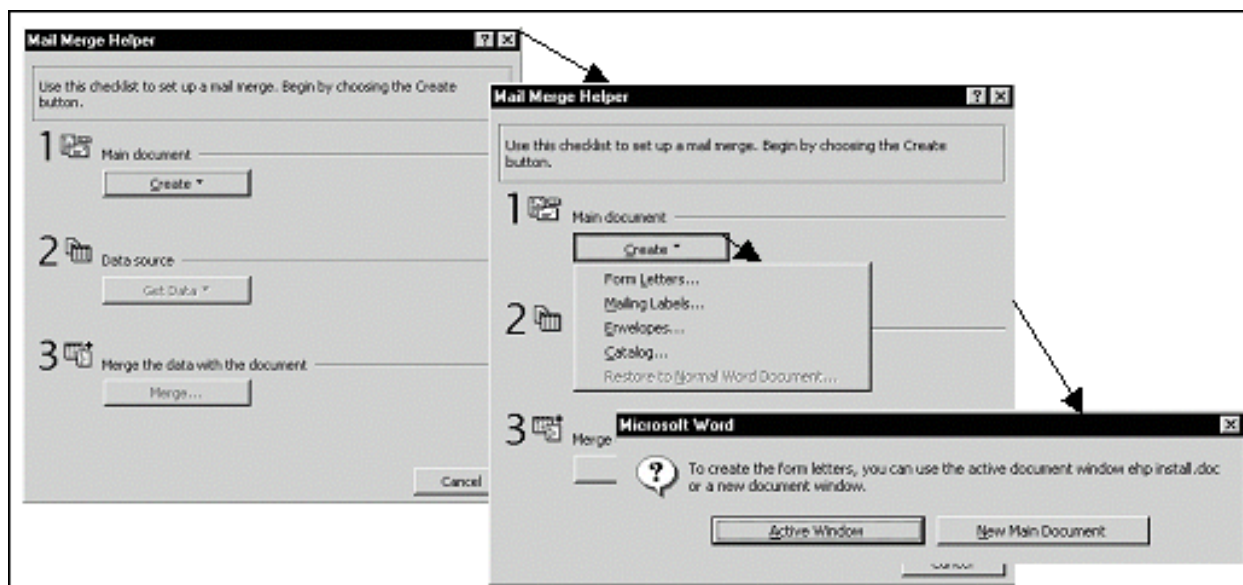 Mail Merge Helper
Use this checklist to set up a mail merge. Begin by choosing the Create
button.
1 Main document
Create
2 Data source
Get Data
3 Merge the data with the document
Merge...
Cancel
Mail Merge Helper
Use this checklist to set up a mail merge. Begin by choosing the Create
button.
1 Main document
Create
Form Letters...
Mailing Labels...
Envelopes...
Catalog...
Restore to Normal Word Document...
2
3 Merge
Microsoft Word
To create the form letters, you can use the active document window ehp install.doc
or a new document window.
Active Window
New Main Document
Cancel